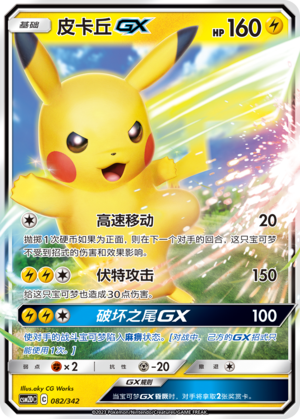 基础 皮卡丘GX HP 160
高速移动 20
抛掷1次硬币如果为正面,则在下一个对手的回合,这只宝可梦
不受到招式的伤害和效果影响。
伏特攻击 150
给这只宝可梦也造成30点伤害。
破坏之尾GX 100
使对手的战斗宝可梦陷入麻痹状态。[对战中,己方的GX招式只
能使用1次。]
弱点 ×2 抗性 -20 撤退
GX规则
当宝可梦GX昏厥时,对手将拿取2张奖赏卡。
Illus.aky CG Works
csm2DC C 082/342
©2023 Pokémon/Nintendo/Creatures/GAME FREAK